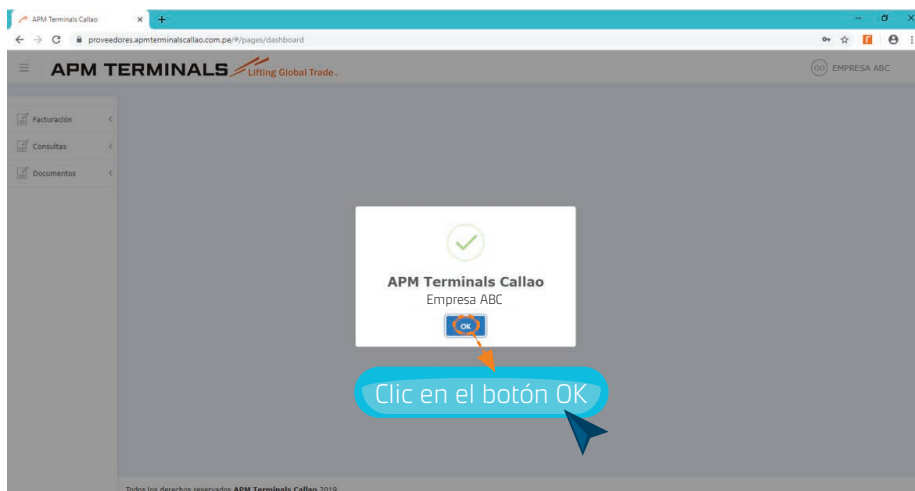 APM Terminals Callao
proveedores.apmterminalscallao.com.pe/#/pages/dashboard
APM TERMINALS Lifting Global Trade.
GO EMPRESA ABC
Facturación
Consultas
Documentos
APM Terminals Callao
Empresa ABC
OK
Clic en el botón OK
Todos los derechos reservados APM Terminals Callao 2019